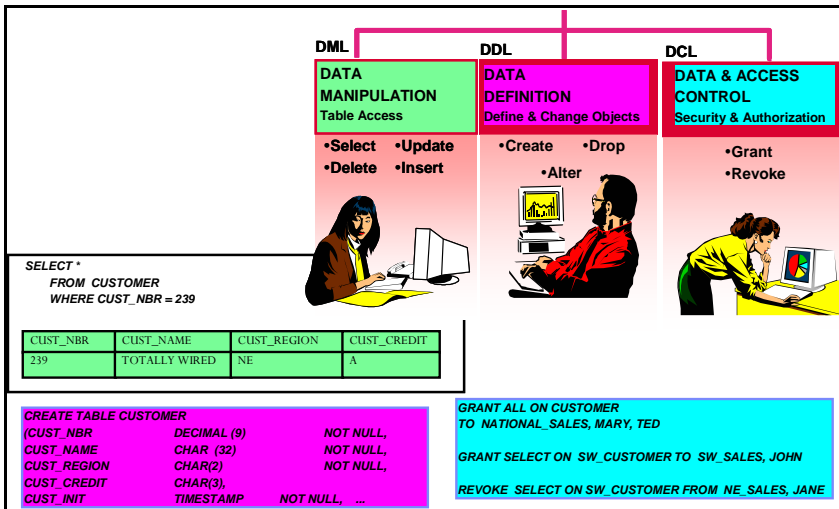 DML
DATA
MANIPULATION
Table Access
•Select •Update
•Delete •Insert
DDL
DATA
DEFINITION
Define & Change Objects
•Create •Drop
•Alter
DCL
DATA & ACCESS
CONTROL
Security & Authorization
•Grant
•Revoke
SELECT *
FROM CUSTOMER
WHERE CUST_NBR = 239
CUST_NBR CUST_NAME CUST_REGION CUST_CREDIT
239 TOTALLY WIRED NE A
CREATE TABLE CUSTOMER
(CUST_NBR DECIMAL (9) NOT NULL,
CUST_NAME CHAR (32) NOT NULL,
CUST_REGION CHAR(2) NOT NULL,
CUST_CREDIT CHAR(3),
CUST_INIT TIMESTAMP NOT NULL, ...
GRANT ALL ON CUSTOMER
TO NATIONAL_SALES, MARY, TED
GRANT SELECT ON SW_CUSTOMER TO SW_SALES, JOHN
REVOKE SELECT ON SW_CUSTOMER FROM NE_SALES, JANE